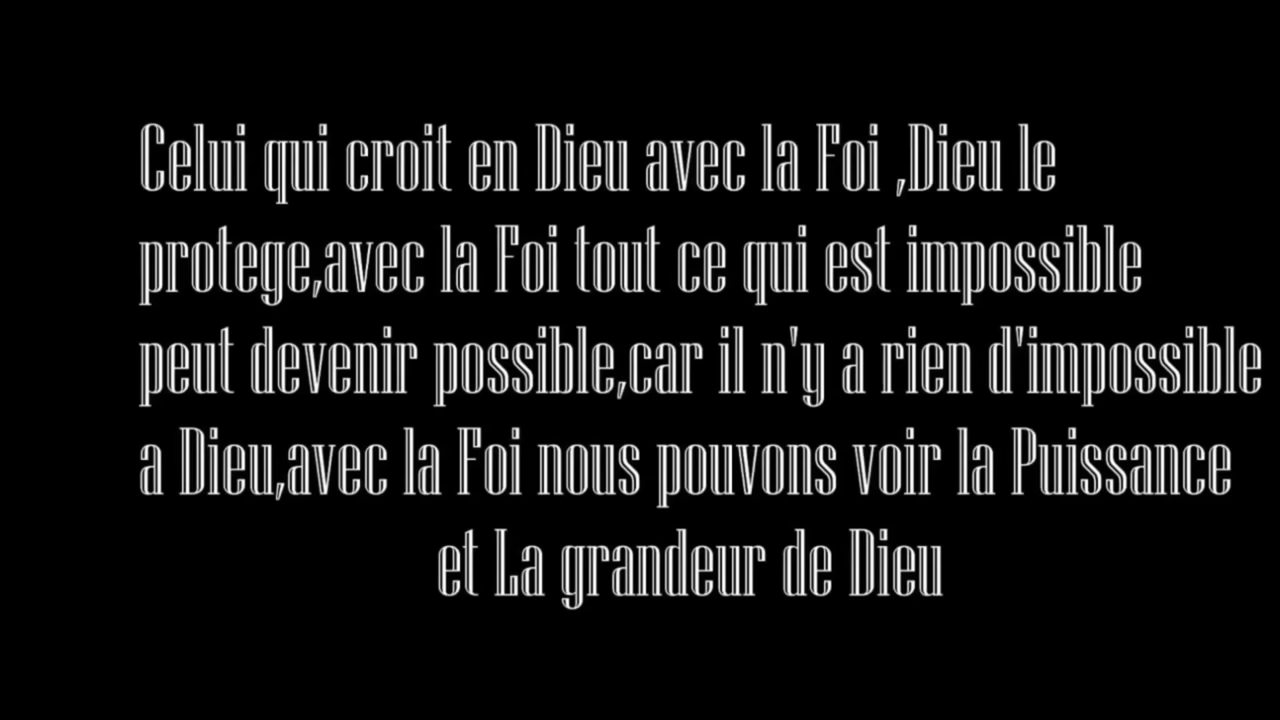 Celui qui croit en Dieu avec la Foi ,Dieu le
protege,avec la Foi tout ce qui est impossible
peut devenir possible,car il n'y a rien d'impossible
a Dieu,avec la Foi nous pouvons voir la Puissance
et La grandeur de Dieu